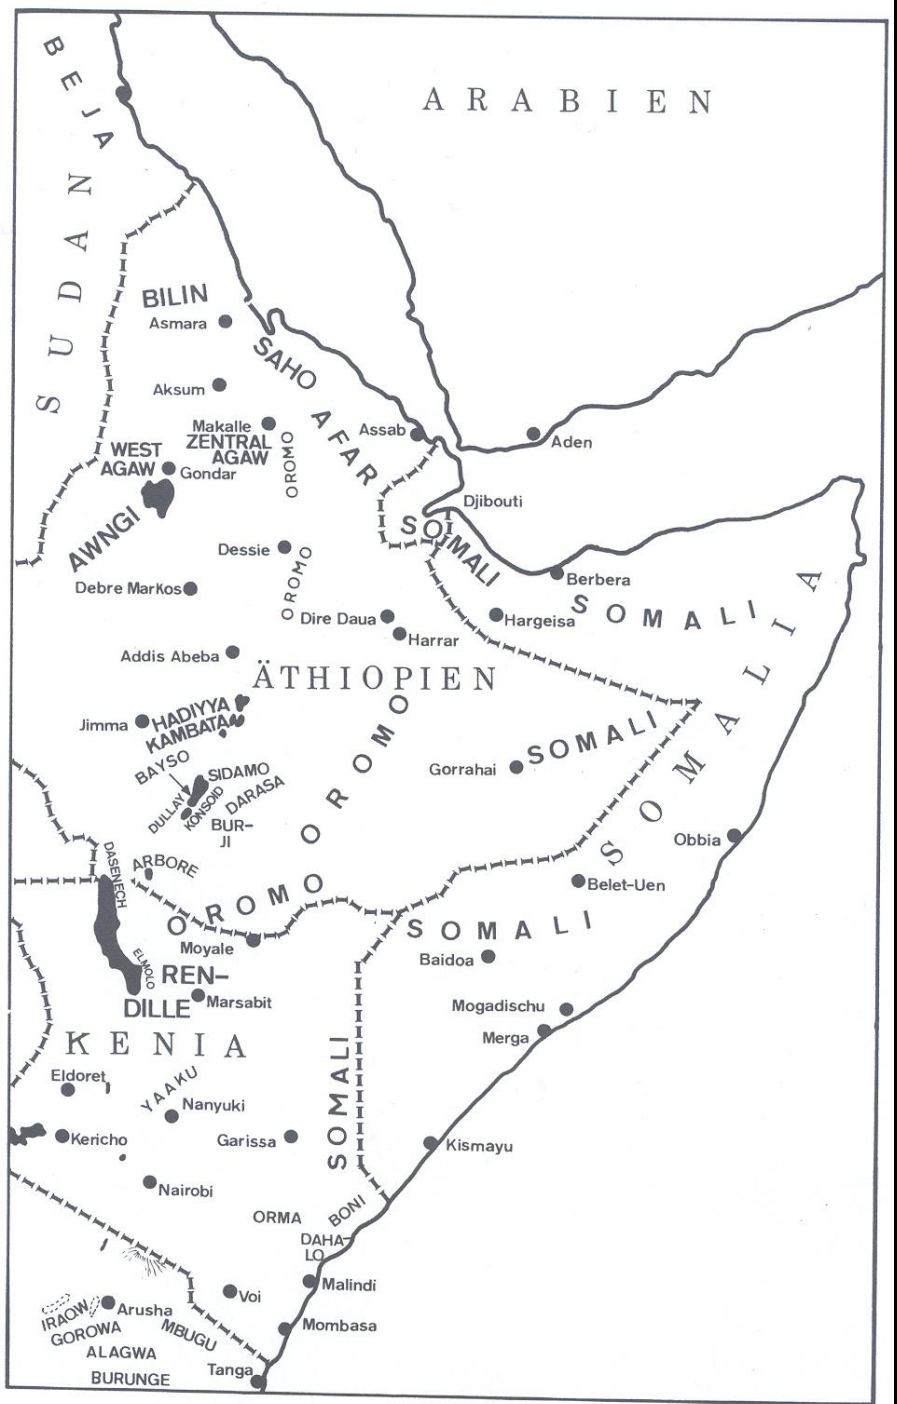 BEJA
ARABIEN
SUDAN
BILIN
Asmara
SAHO
Aksum
AFAR
Makalle
ZENTRAL
AGAW
OROMO
Assab
Aden
WEST
AGAW
Gondar
AWNGI
Djibouti
SOMALI
Dessie
OROMO
Debre Markos
Berbera
SOMALI
Dire Daua
Hargeisa
Harrar
SOMALIA
Addis Abeba
ÄTHIOPIEN
Jimma
HADIYYA
KAMBATA
OROMO
SOMALI
Gorrahai
BAYSO
SIDAMO
DULLAY
KONSOID
DARASA
BUR-
JI
Obbia
DASENECH
ARBORE
Belet-Uen
OROMO
SOMALI
Moyale
Baidoa
ELMOLO
REN-
DILLE
Marsabit
Mogadischu
Merga
KENIA
SOMALI
Eldoret
YAAKU
Nanyuki
Kericho
Garissa
Kismayu
Nairobi
ORMA
BONI
DAHA-
LO
Malindi
Voi
IRAQW
Arusha
GOROWA
MBUGU
Mombasa
ALAGWA
BURUNGE
Tanga